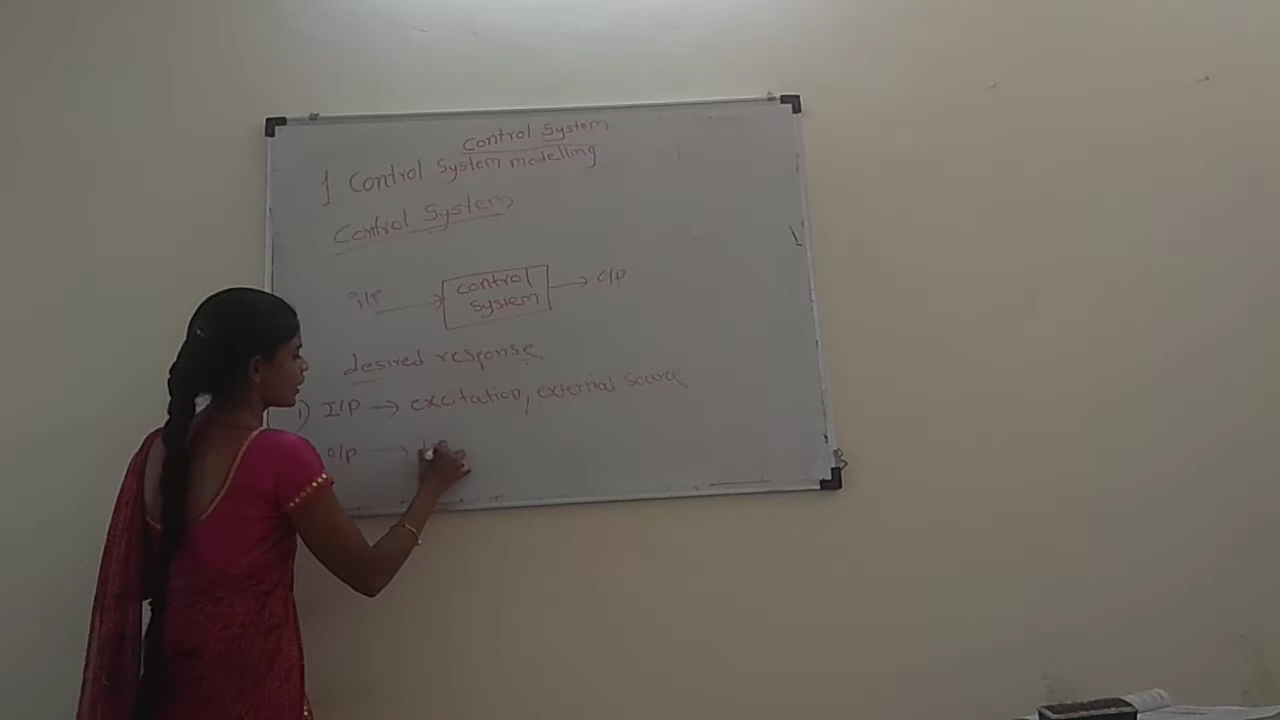 Control System
1 Control System modelling
Control System
i/p
control
system
o/p
desired response
1) I/P → excitation, external source
o/p →